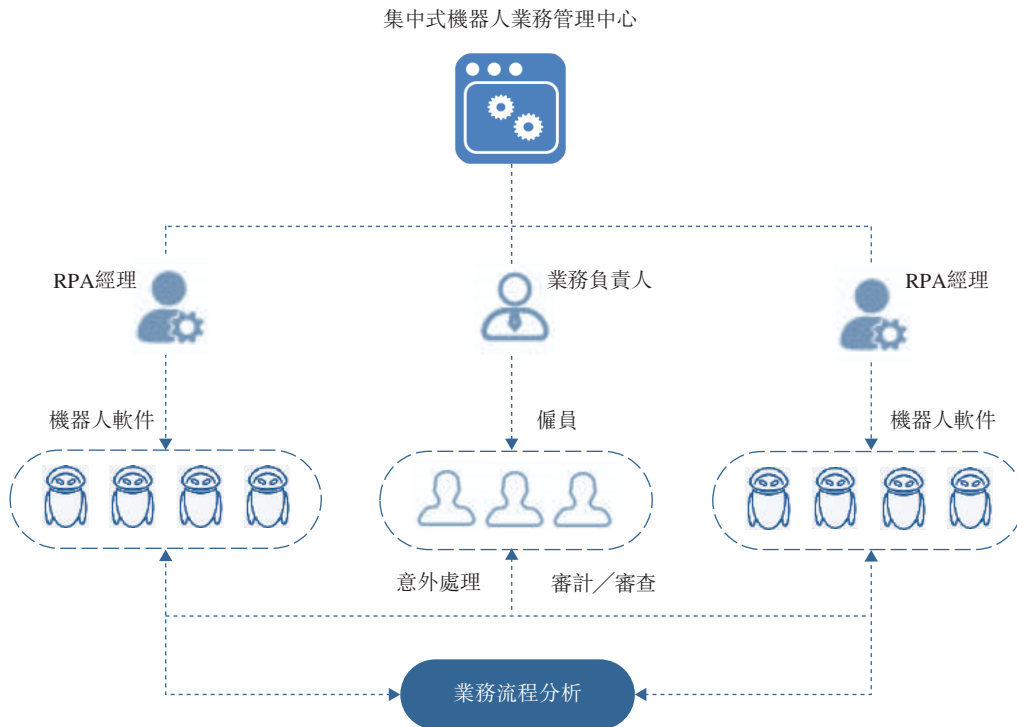 集中式機器人業務管理中心
RPA經理
業務負責人
RPA經理
機器人軟件
僱員
機器人軟件
意外處理
審計／審查
業務流程分析